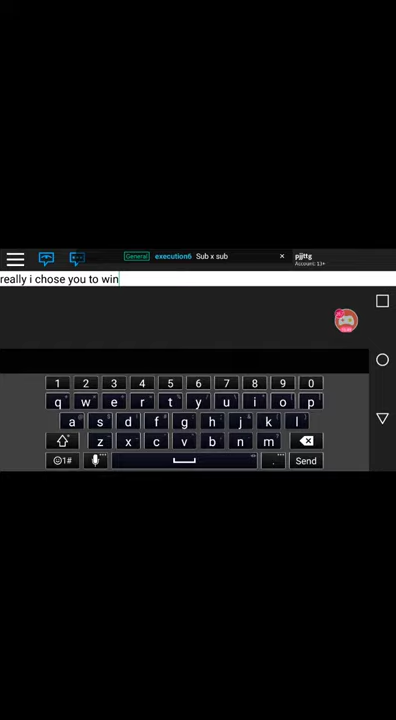 General execution6 Sub x sub ×
pjjttg
Account: 13+
really i chose you to win
1 2 3 4 5 6 7 8 9 0
q w e r t y u i o p
a s d f g h j k l
z x c v b n m
1# . Send